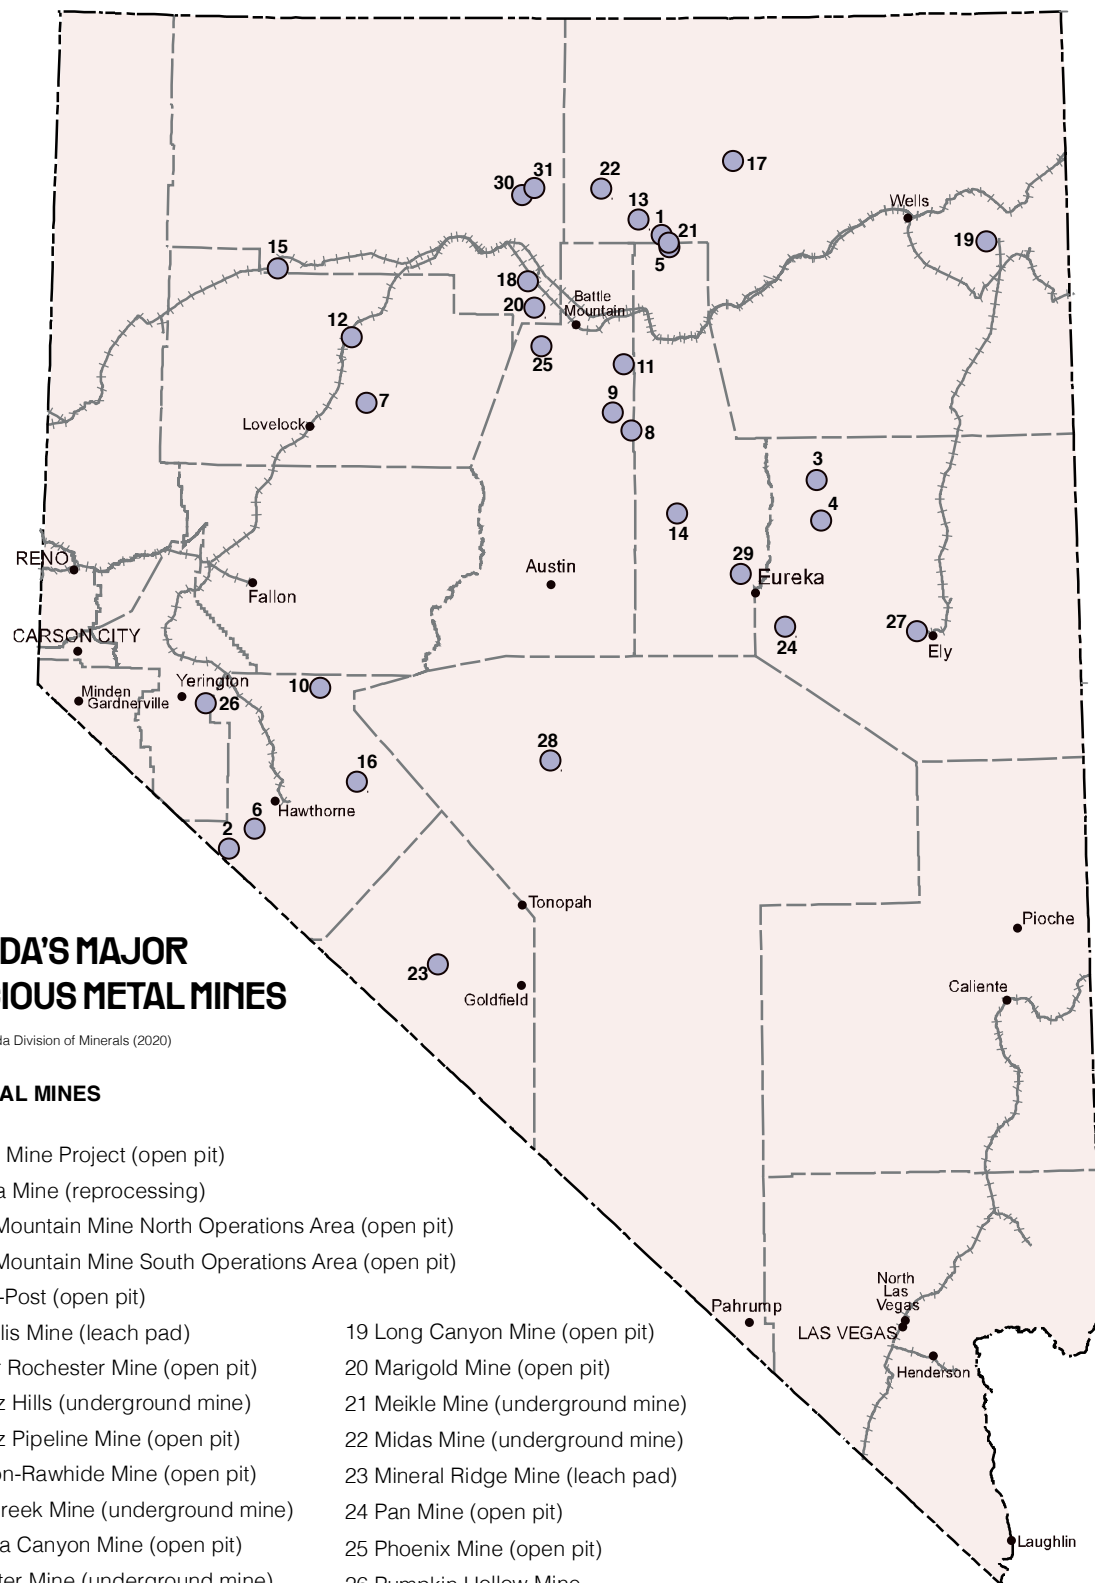 17
31
22
30
13
1
21
5
Wells
19
15
18
20
Battle
Mountain
12
25
11
7
9
8
Lovelock
3
4
14
29
RENO
Austin
Eureka
Fallon
24
27
Ely
CARSON CITY
Yerington
Minden
Gardnerville
26
10
28
16
6
Hawthorne
2
Tonopah
Pioche
23
Goldfield
Caliente
DA'S MAJOR
IOUS METAL MINES
da Division of Minerals (2020)
AL MINES
Mine Project (open pit)
a Mine (reprocessing)
Mountain Mine North Operations Area (open pit)
Mountain Mine South Operations Area (open pit)
-Post (open pit)
lis Mine (leach pad)
r Rochester Mine (open pit)
z Hills (underground mine)
z Pipeline Mine (open pit)
on-Rawhide Mine (open pit)
reek Mine (underground mine)
a Canyon Mine (open pit)
ter Mine (underground mine)
19 Long Canyon Mine (open pit)
20 Marigold Mine (open pit)
21 Meikle Mine (underground mine)
22 Midas Mine (underground mine)
23 Mineral Ridge Mine (leach pad)
24 Pan Mine (open pit)
25 Phoenix Mine (open pit)
26 Pumpkin Hollow Mine
Pahrump
North
Las
Vegas
LAS VEGAS
Henderson
Laughlin